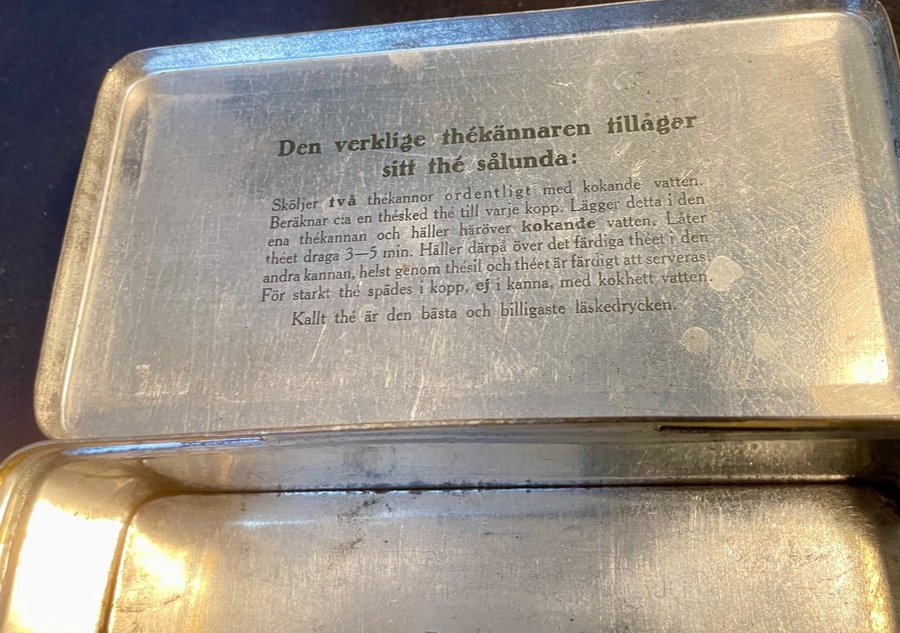 Den verklige thékännaren tillagar
sitt thé sålunda:
Sköljer två thekannor ordentligt med kokande vatten.
Beräknar c:a en thésked thé till varje kopp. Lägger detta i den
ena thékannan och häller häröver kokande vatten. Låter
théet draga 3—5 min. Häller därpå över det färdiga théet i den
andra kannan, helst genom thésil och théet är färdigt att serveras.
För starkt thé spädes i kopp, ej i kanna, med kokhett vatten.
Kallt thé är den bästa och billigaste läskedrycken.